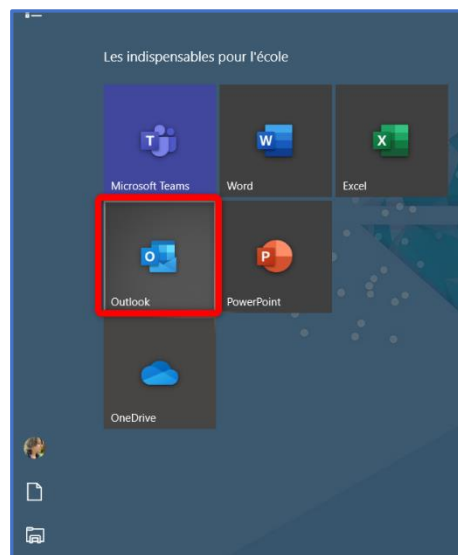 Les indispensables pour l'école
Microsoft Teams
Word
Excel
Outlook
PowerPoint
OneDrive